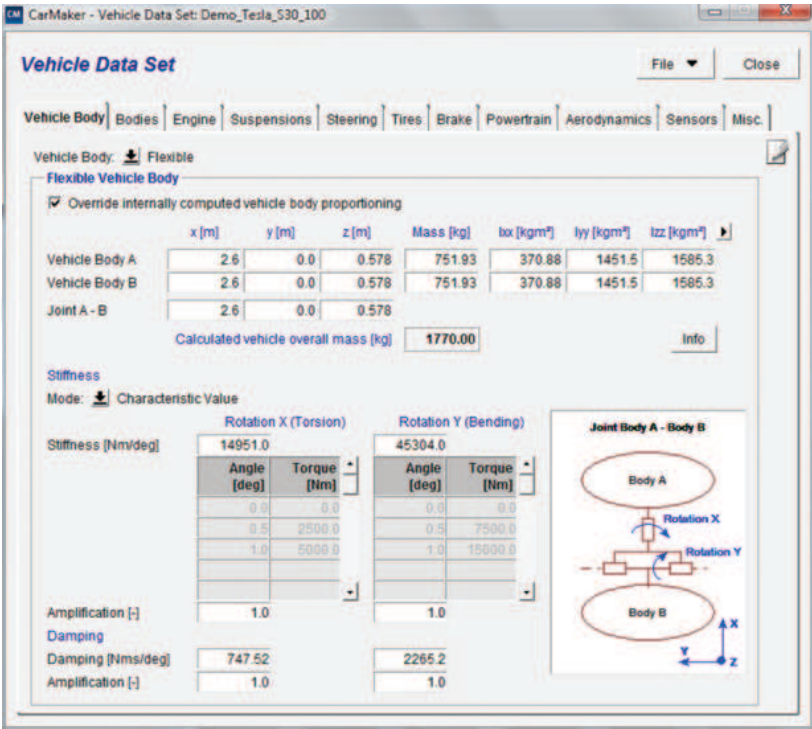 CM CarMaker - Vehicle Data Set: Demo_Tesla_S30_100
Vehicle Data Set File Close
Vehicle Body Bodies Engine Suspensions Steering Tires Brake Powertrain Aerodynamics Sensors Misc.
Vehicle Body: Flexible
Flexible Vehicle Body
Override internally computed vehicle body proportioning
x [m] y [m] z [m] Mass [kg] Ixx [kgm²] Iyy [kgm²] Izz [kgm²]
Vehicle Body A 2.6 0.0 0.578 751.93 370.88 1451.5 1585.3
Vehicle Body B 2.6 0.0 0.578 751.93 370.88 1451.5 1585.3
Joint A - B 2.6 0.0 0.578
Calculated vehicle overall mass [kg] 1770.00 Info
Stiffness
Mode: Characteristic Value
Rotation X (Torsion) Rotation Y (Bending)
Stiffness [Nm/deg] 14951.0 45304.0
Angle [deg] Torque [Nm] Angle [deg] Torque [Nm]
0.0 0.0 0.0 0.0
0.5 2500.0 0.5 7500.0
1.0 5000.0 1.0 15000.0
Amplification [-] 1.0 1.0
Damping
Damping [Nms/deg] 747.52 2265.2
Amplification [-] 1.0 1.0
Joint Body A - Body B
Body A
Rotation X
Rotation Y
Body B
X
Y
Z